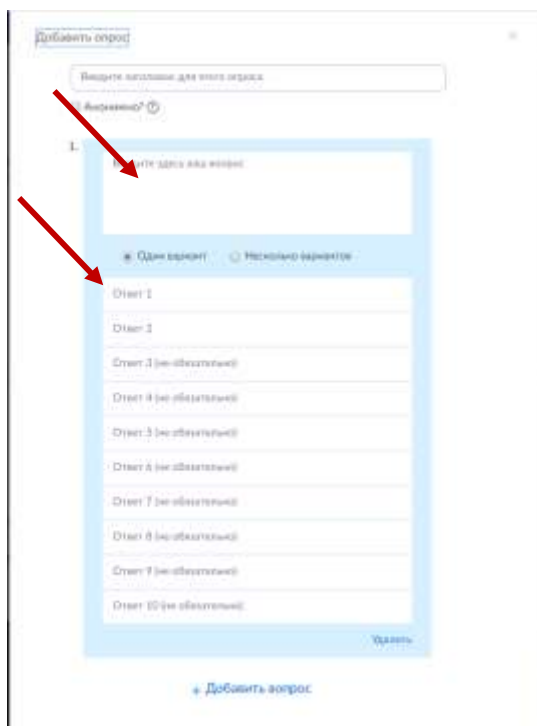 Добавить опрос
Введите заголовок для этого опроса
Анонимно?
1.
Введите здесь ваш вопрос
Один вариант Несколько вариантов
Ответ 1
Ответ 2
Ответ 3 (не обязательно)
Ответ 4 (не обязательно)
Ответ 5 (не обязательно)
Ответ 6 (не обязательно)
Ответ 7 (не обязательно)
Ответ 8 (не обязательно)
Ответ 9 (не обязательно)
Ответ 10 (не обязательно)
Удалить
+ Добавить вопрос